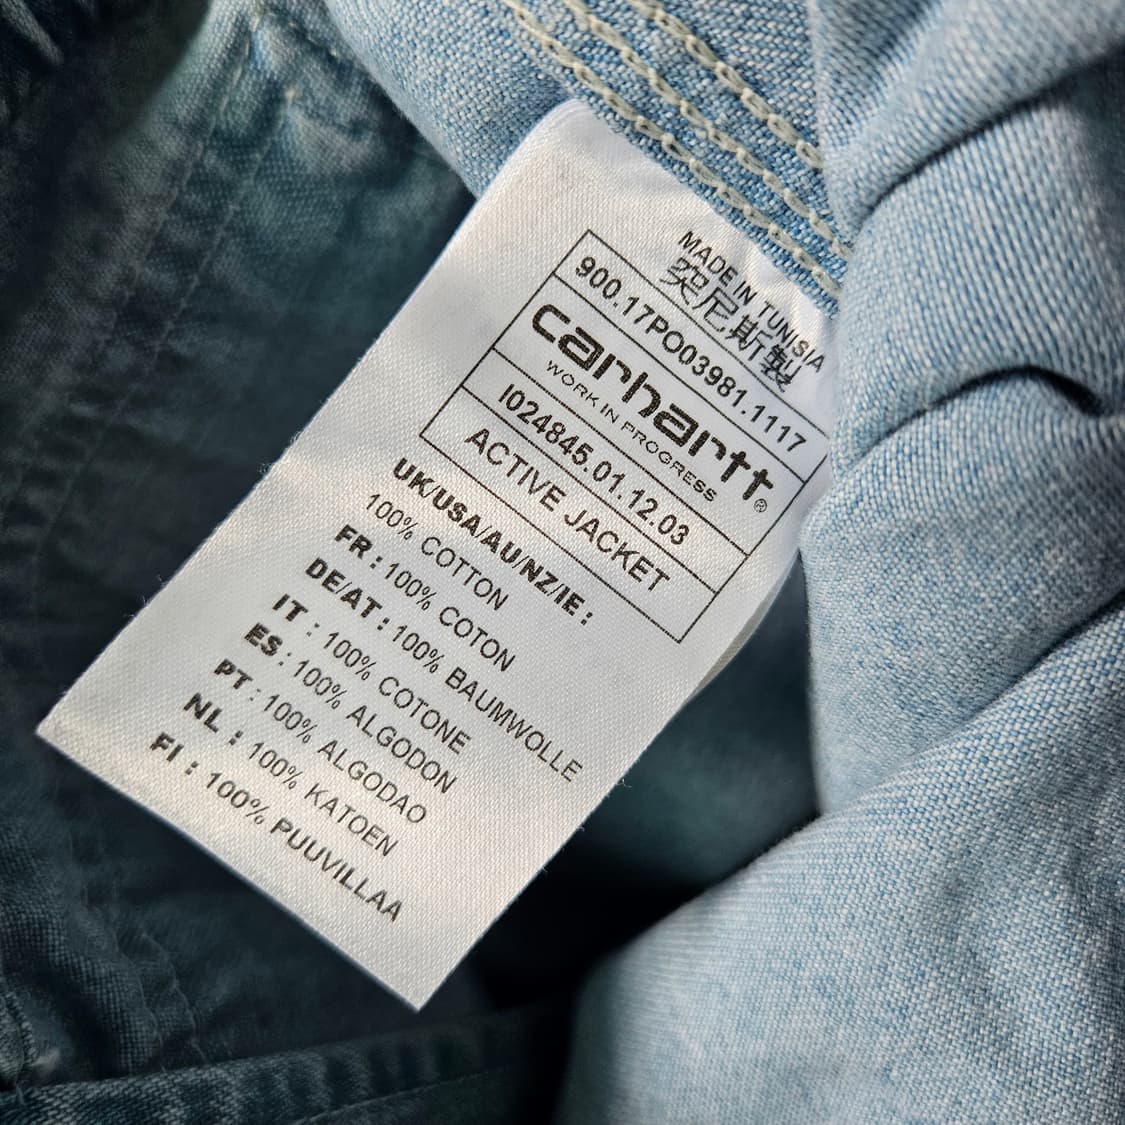 MADE IN TUNISIA
突尼斯製
900.17PO03981.1117
carhartt®
WORK IN PROGRESS
I024845.01.12.03
ACTIVE JACKET
UK/USA/AU/NZ/IE :
100% COTTON
FR : 100% COTON
DE/AT : 100% BAUMWOLLE
IT : 100% COTONE
ES : 100% ALGODON
PT : 100% ALGODAO
NL : 100% KATOEN
FI : 100% PUUVILLAA